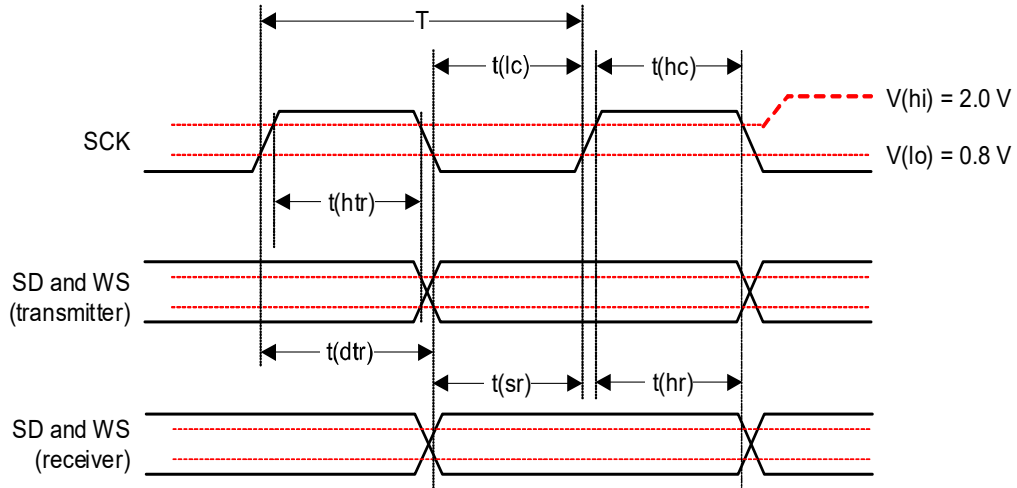 T
t(lc)
t(hc)
V(hi) = 2.0 V
SCK
V(lo) = 0.8 V
t(htr)
SD and WS
(transmitter)
t(dtr)
t(sr)
t(hr)
SD and WS
(receiver)